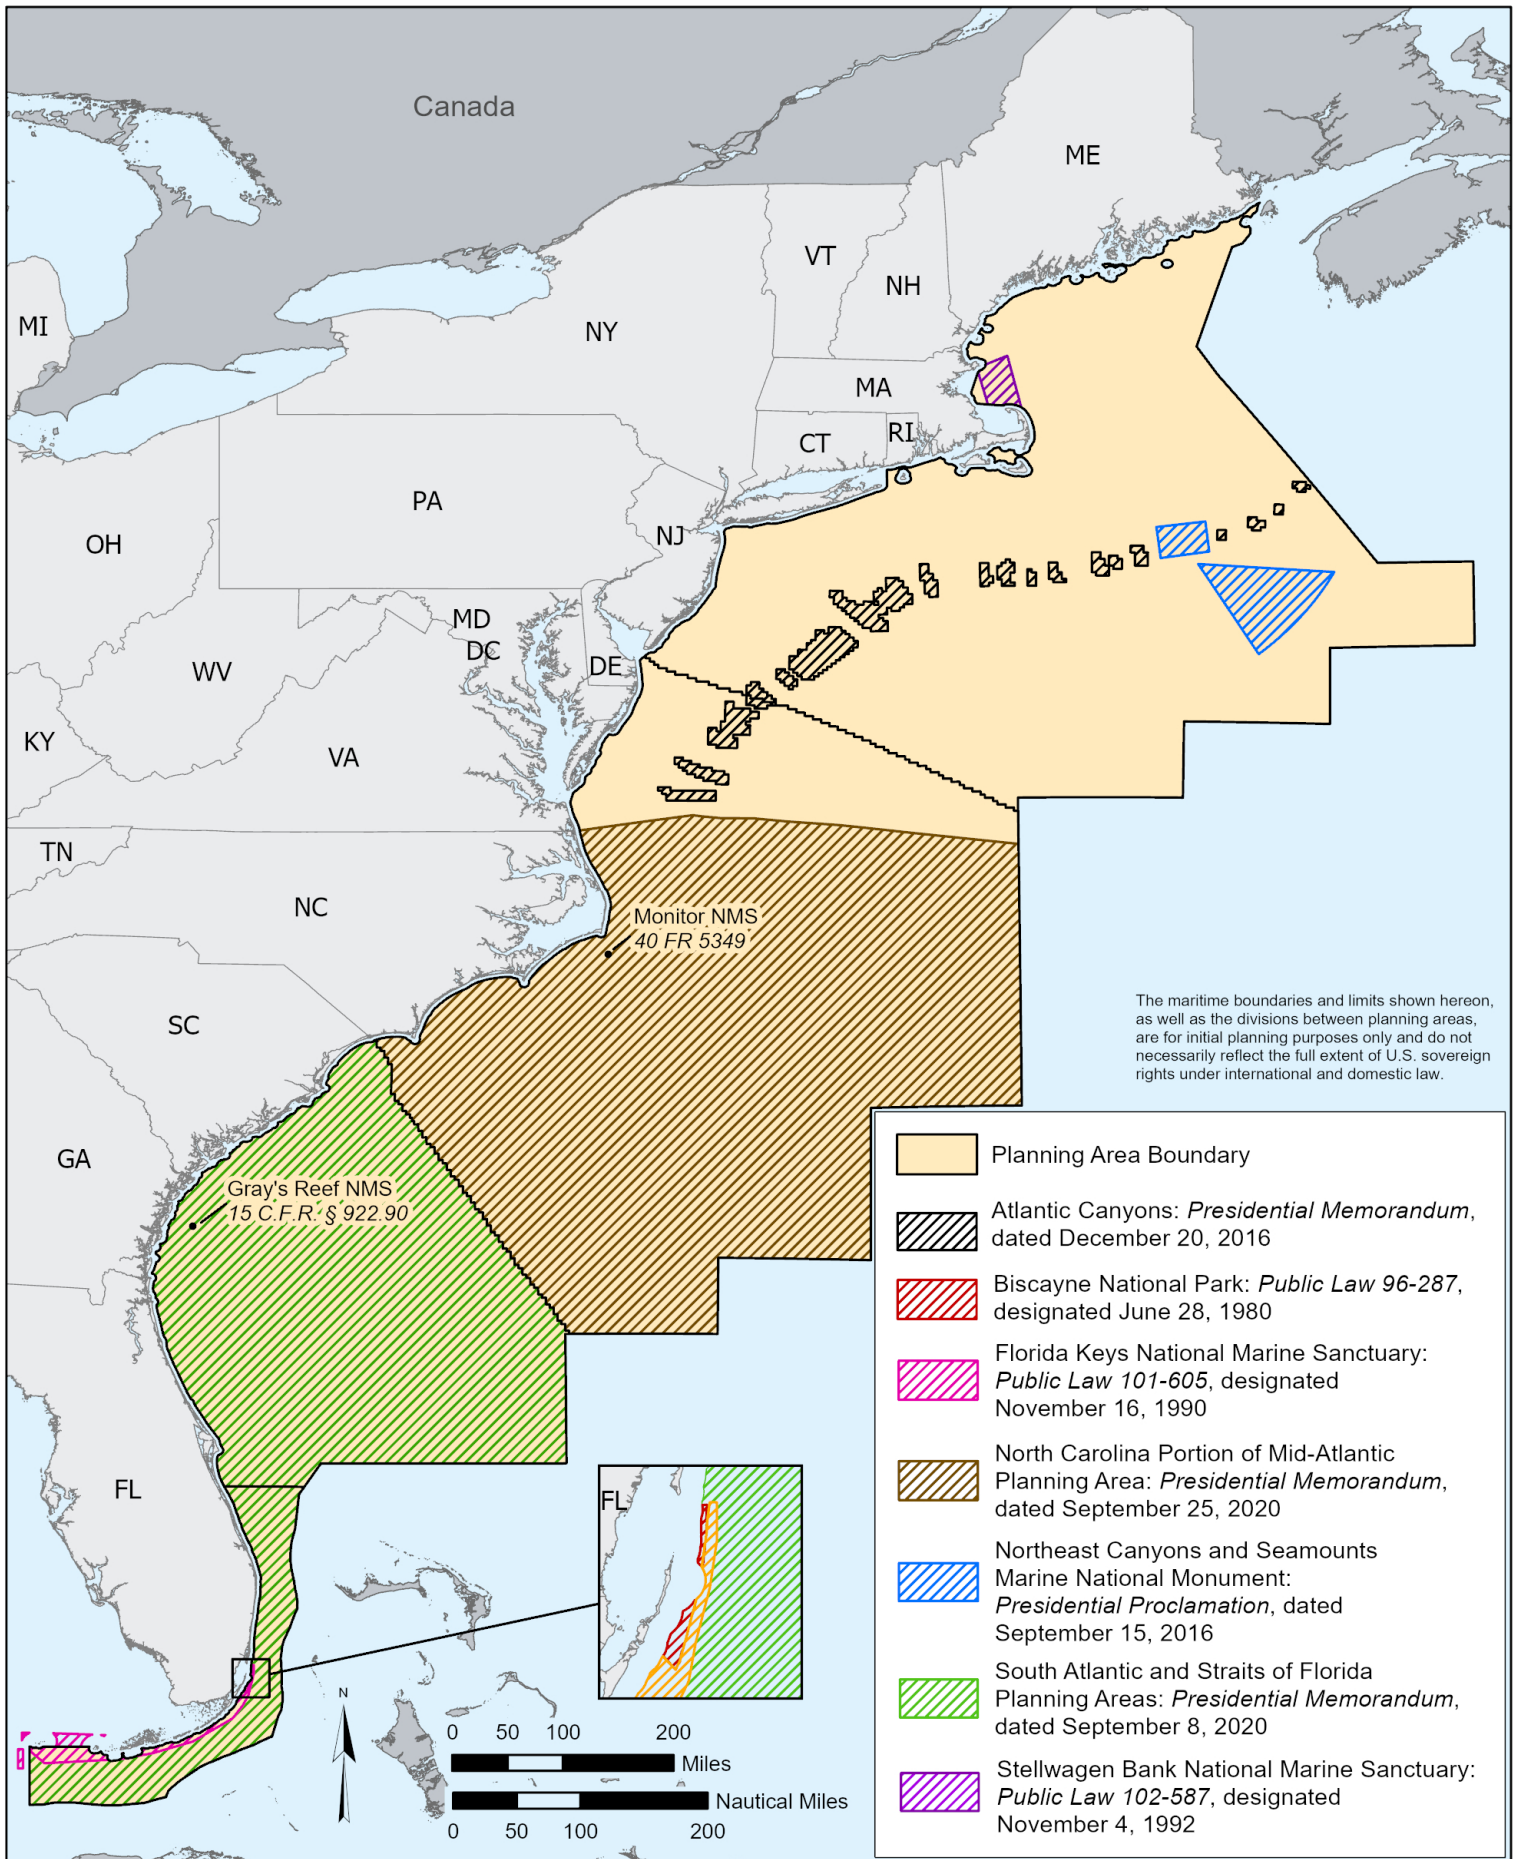 Canada
ME
VT
NH
MI
NY
MA
CT
RI
PA
NJ
OH
MD
DC
DE
WV
KY
VA
TN
NC
Monitor NMS
40 FR 5349
SC
The maritime boundaries and limits shown hereon,
as well as the divisions between planning areas,
are for initial planning purposes only and do not
necessarily reflect the full extent of U.S. sovereign
rights under international and domestic law.
GA
Gray's Reef NMS
15 C.F.R. § 922.90
FL
FL
N
0 50 100 200
Miles
Nautical Miles
0 50 100 200
Planning Area Boundary
Atlantic Canyons: Presidential Memorandum,
dated December 20, 2016
Biscayne National Park: Public Law 96-287,
designated June 28, 1980
Florida Keys National Marine Sanctuary:
Public Law 101-605, designated
November 16, 1990
North Carolina Portion of Mid-Atlantic
Planning Area: Presidential Memorandum,
dated September 25, 2020
Northeast Canyons and Seamounts
Marine National Monument:
Presidential Proclamation, dated
September 15, 2016
South Atlantic and Straits of Florida
Planning Areas: Presidential Memorandum,
dated September 8, 2020
Stellwagen Bank National Marine Sanctuary:
Public Law 102-587, designated
November 4, 1992